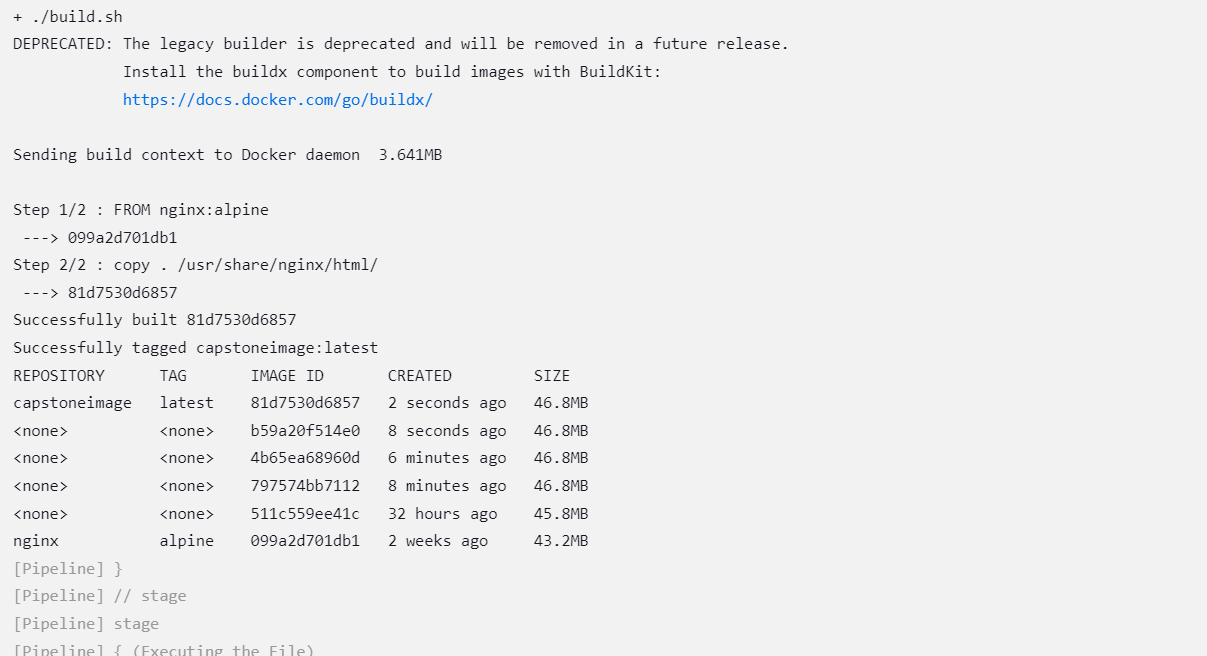 + ./build.sh
DEPRECATED: The legacy builder is deprecated and will be removed in a future release.
Install the buildx component to build images with BuildKit:
https://docs.docker.com/go/buildx/
Sending build context to Docker daemon  3.641MB
Step 1/2 : FROM nginx:alpine
---> 099a2d701db1
Step 2/2 : copy . /usr/share/nginx/html/
---> 81d7530d6857
Successfully built 81d7530d6857
Successfully tagged capstoneimage:latest
REPOSITORY      TAG       IMAGE ID       CREATED         SIZE
capstoneimage   latest    81d7530d6857   2 seconds ago   46.8MB
<none>          <none>    b59a20f514e0   8 seconds ago   46.8MB
<none>          <none>    4b65ea68960d   6 minutes ago   46.8MB
<none>          <none>    797574bb7112   8 minutes ago   46.8MB
<none>          <none>    511c559ee41c   32 hours ago    45.8MB
nginx           alpine    099a2d701db1   2 weeks ago     43.2MB
[Pipeline] }
[Pipeline] // stage
[Pipeline] stage
[Pipeline] { (Executing the File)